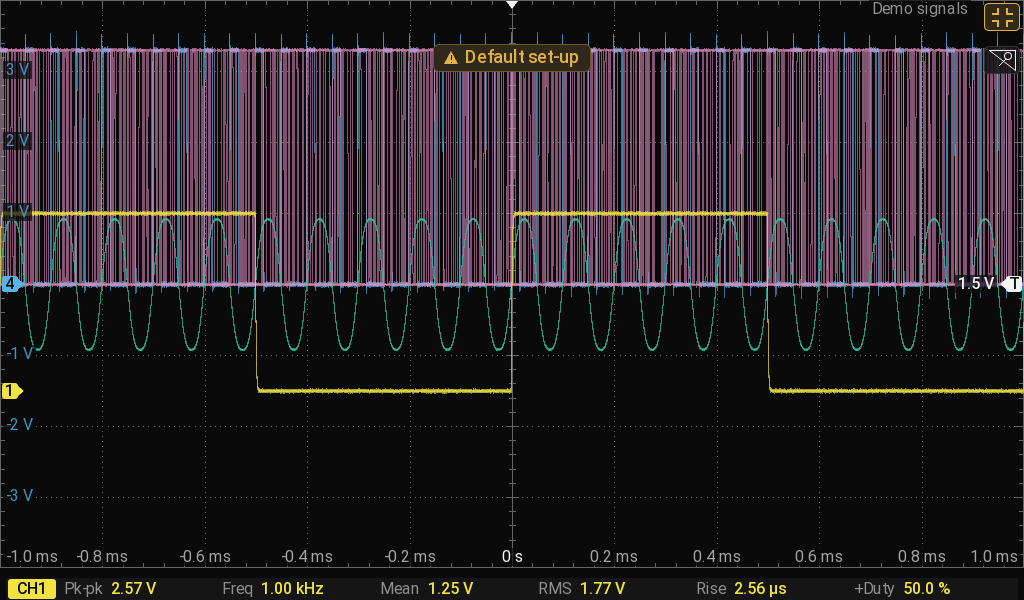 Demo signals
⚠ Default set-up
3 V
2 V
1 V
4
1.5 V T
-1 V
1
-2 V
-3 V
-1.0 ms -0.8 ms -0.6 ms -0.4 ms -0.2 ms 0 s 0.2 ms 0.4 ms 0.6 ms 0.8 ms 1.0 ms
CH1 Pk-pk 2.57 V Freq 1.00 kHz Mean 1.25 V RMS 1.77 V Rise 2.56 µs +Duty 50.0 %